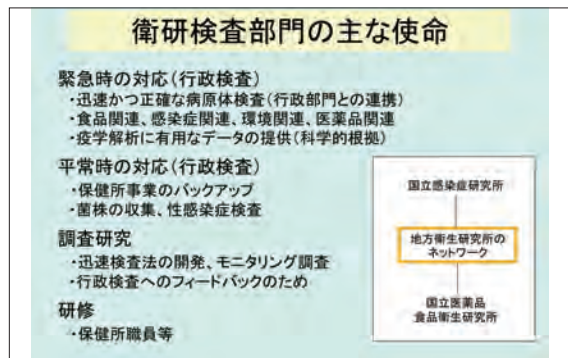 衛研検査部門の主な使命
緊急時の対応(行政検査)
・迅速かつ正確な病原体検査(行政部門との連携)
・食品関連、感染症関連、環境関連、医薬品関連
・疫学解析に有用なデータの提供(科学的根拠)
平常時の対応(行政検査)
・保健所事業のバックアップ
・菌株の収集、性感染症検査
調査研究
・迅速検査法の開発、モニタリング調査
・行政検査へのフィードバックのため
研修
・保健所職員等
国立感染症研究所
地方衛生研究所の
ネットワーク
国立医薬品
食品衛生研究所